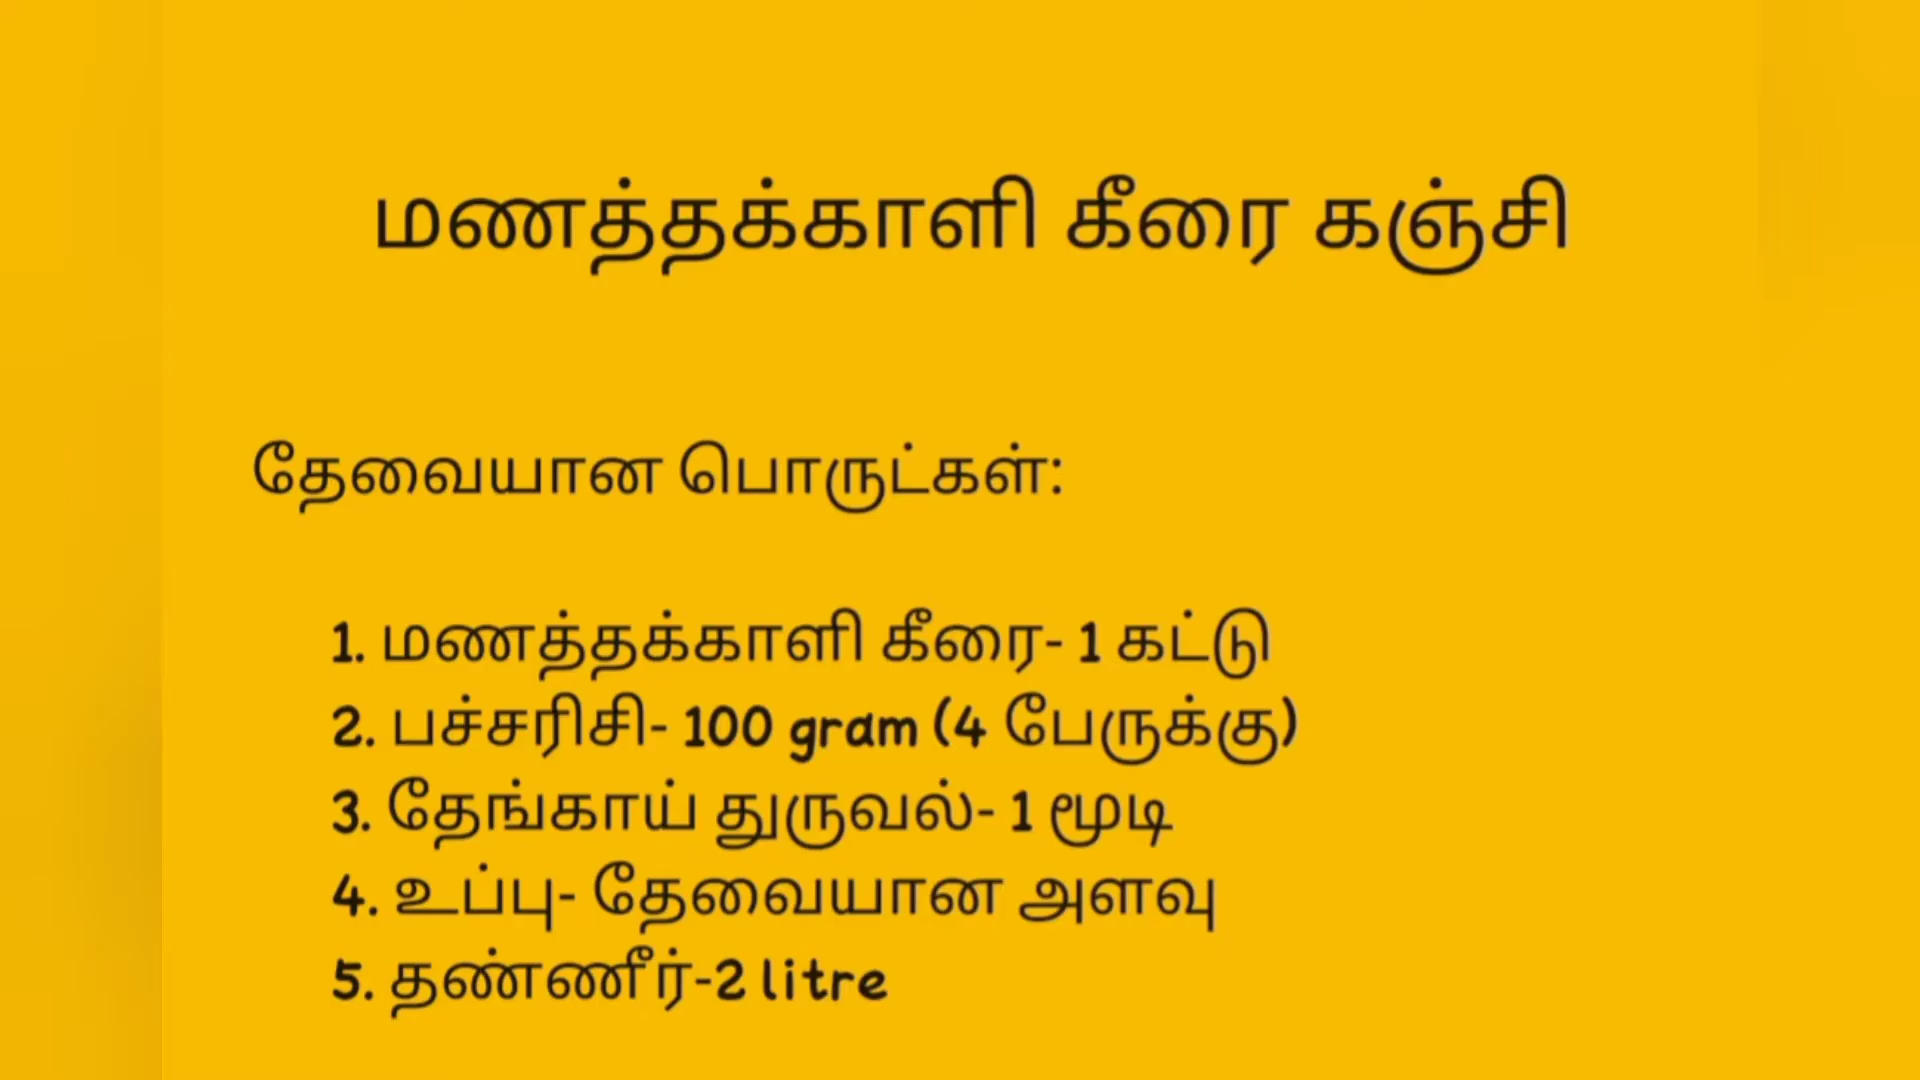 மணத்தக்காளி கீரை கஞ்சி
தேவையான பொருட்கள்:
1. மணத்தக்காளி கீரை- 1 கட்டு
2. பச்சரிசி- 100 gram (4 பேருக்கு)
3. தேங்காய் துருவல்- 1 மூடி
4. உப்பு- தேவையான அளவு
5. தண்ணீர்-2 litre